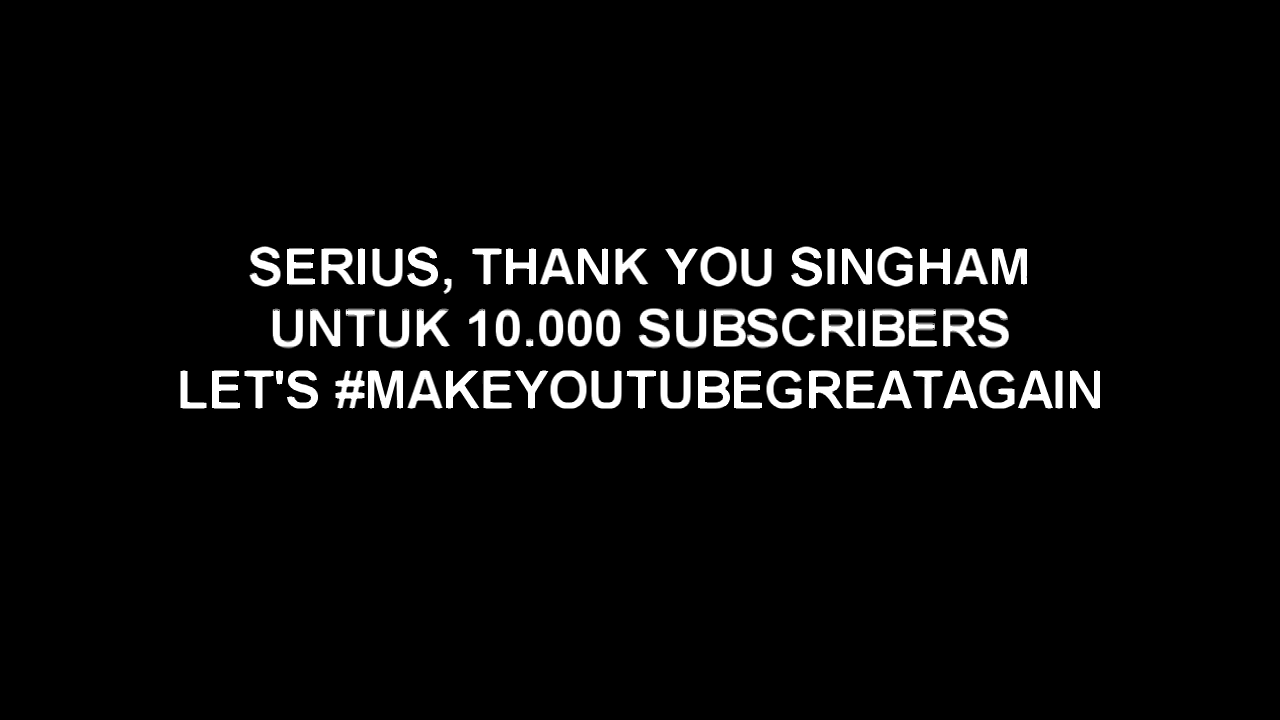 SERIUS, THANK YOU SINGHAM
UNTUK 10.000 SUBSCRIBERS
LET'S #MAKEYOUTUBEGREATAGAIN